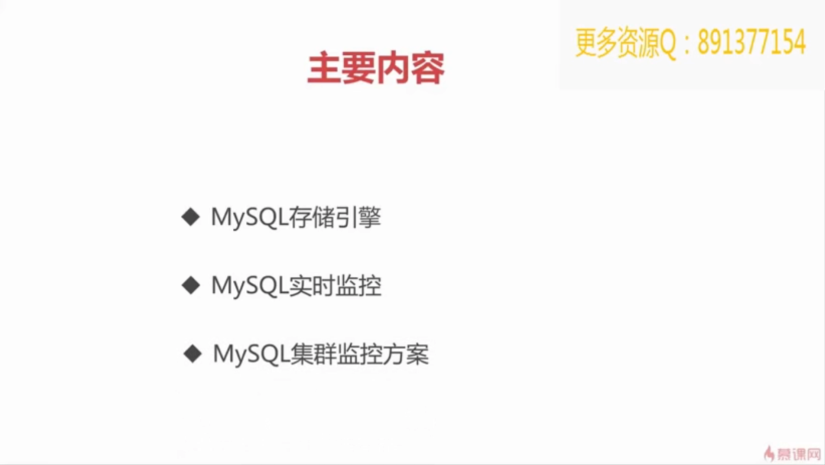 更多资源Q：891377154
主要内容
◆ MySQL存储引擎
◆ MySQL实时监控
◆ MySQL集群监控方案
慕课网